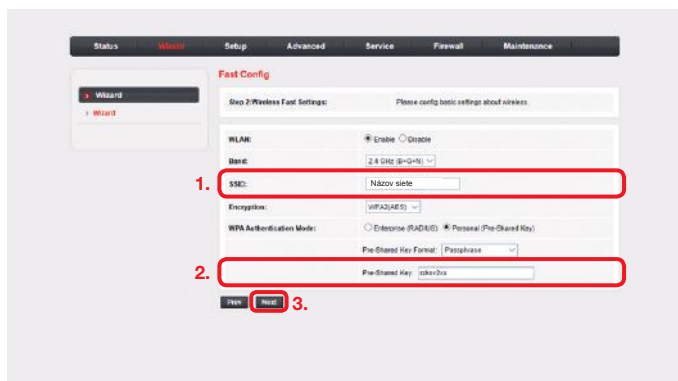 Status Wizard Setup Advanced Service Firewall Maintenance
Fast Config
Wizard
Wizard
Step 2:Wireless Fast Settings: Please config basic settings about wireless.
WLAN: Enable Disable
Band: 2.4 GHz (B+G+N)
1. SSID: Názov siete
Encryption: WPA2(AES)
WPA Authentication Mode: Enterprise (RADIUS) Personal (Pre-Shared Key)
Pre-Shared Key Format: Passphrase
2. Pre-Shared Key:
Prev Next 3.